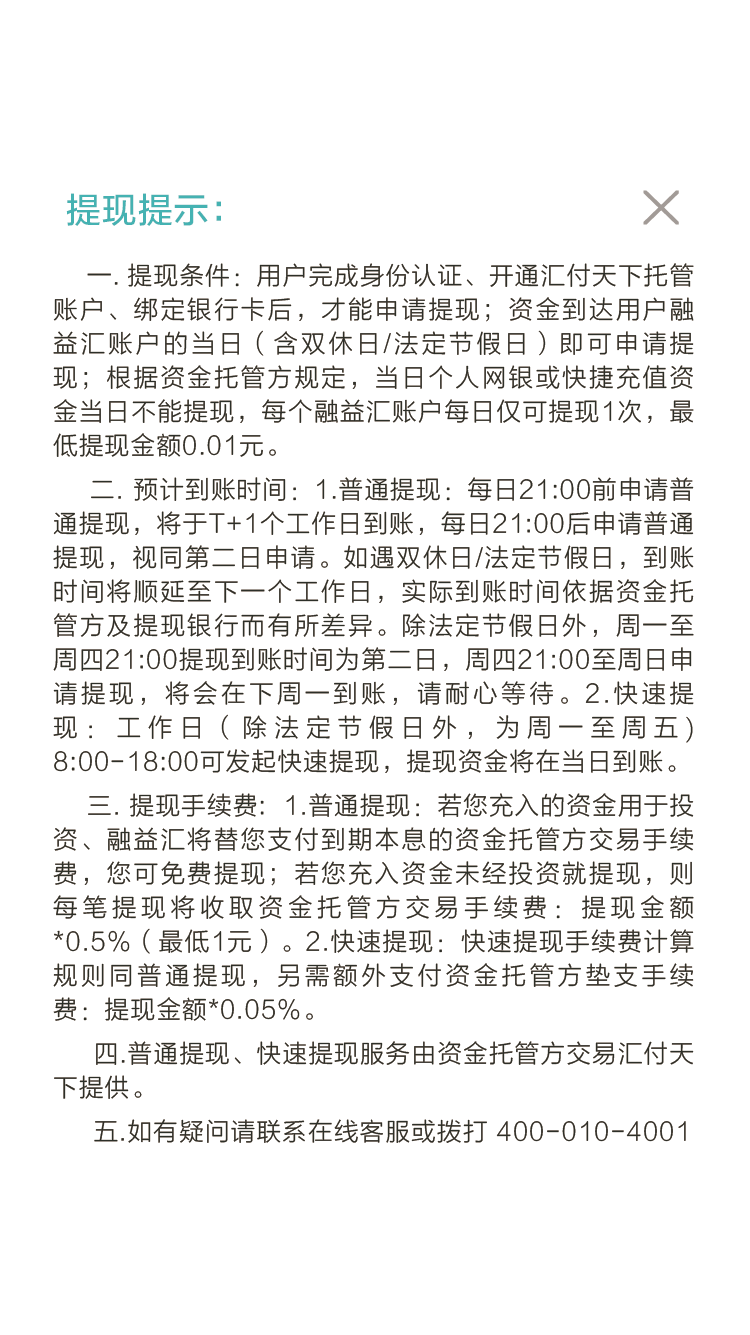 提现提示：
一. 提现条件：用户完成身份认证、开通汇付天下托管
账户、绑定银行卡后，才能申请提现；资金到达用户融
益汇账户的当日（含双休日/法定节假日）即可申请提
现；根据资金托管方规定，当日个人网银或快捷充值资
金当日不能提现，每个融益汇账户每日仅可提现1次，最
低提现金额0.01元。
二. 预计到账时间：1.普通提现：每日21:00前申请普
通提现，将于T+1个工作日到账，每日21:00后申请普通
提现，视同第二日申请。如遇双休日/法定节假日，到账
时间将顺延至下一个工作日，实际到账时间依据资金托
管方及提现银行而有所差异。除法定节假日外，周一至
周四21:00提现到账时间为第二日，周四21:00至周日申
请提现，将会在下周一到账，请耐心等待。2.快速提
现：工作日（除法定节假日外，为周一至周五)
8:00-18:00可发起快速提现，提现资金将在当日到账。
三. 提现手续费：1.普通提现：若您充入的资金用于投
资、融益汇将替您支付到期本息的资金托管方交易手续
费，您可免费提现；若您充入资金未经投资就提现，则
每笔提现将收取资金托管方交易手续费：提现金额
*0.5%（最低1元）。2.快速提现：快速提现手续费计算
规则同普通提现，另需额外支付资金托管方垫支手续
费：提现金额*0.05%。
四.普通提现、快速提现服务由资金托管方交易汇付天
下提供。
五.如有疑问请联系在线客服或拨打 400-010-4001